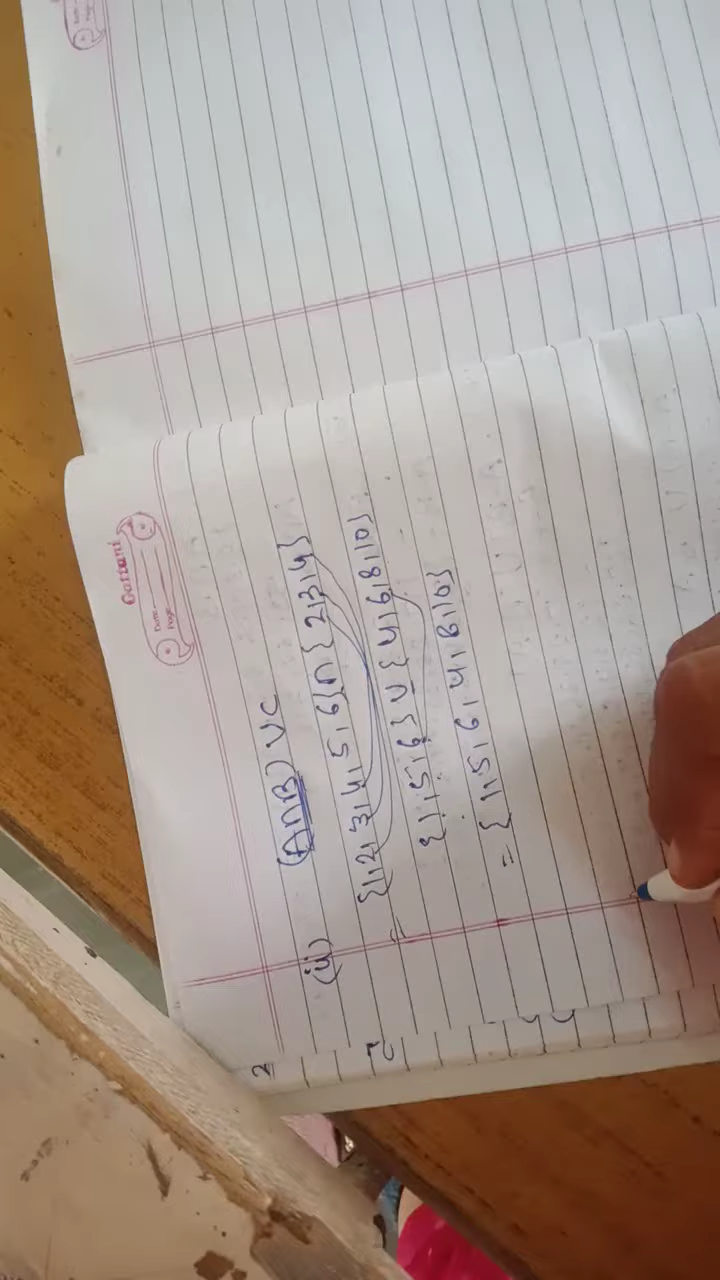 Gattani
Date
Page
(ii) (A∩B) ∪ C
{1,2,3,4,5,6} ∩ {2,3,4}
= {1,5,6} ∪ {4,6,8,10}
= {1,5,6,4,8,10}